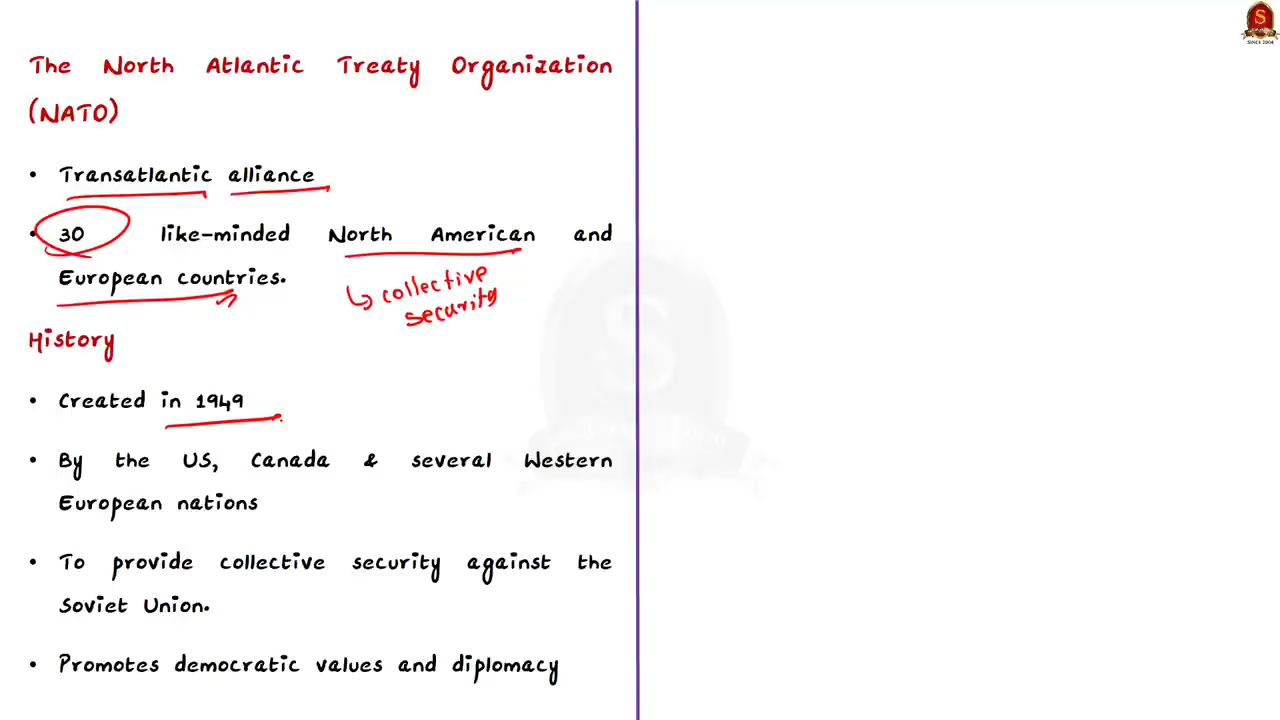 The North Atlantic Treaty Organization
(NATO)
• Transatlantic alliance
• 30 like-minded North American and
European countries.
↳ collective
security
History
• Created in 1949
• By the US, Canada & several Western
European nations
• To provide collective security against the
Soviet Union.
• Promotes democratic values and diplomacy
S
SINCE 2004
S